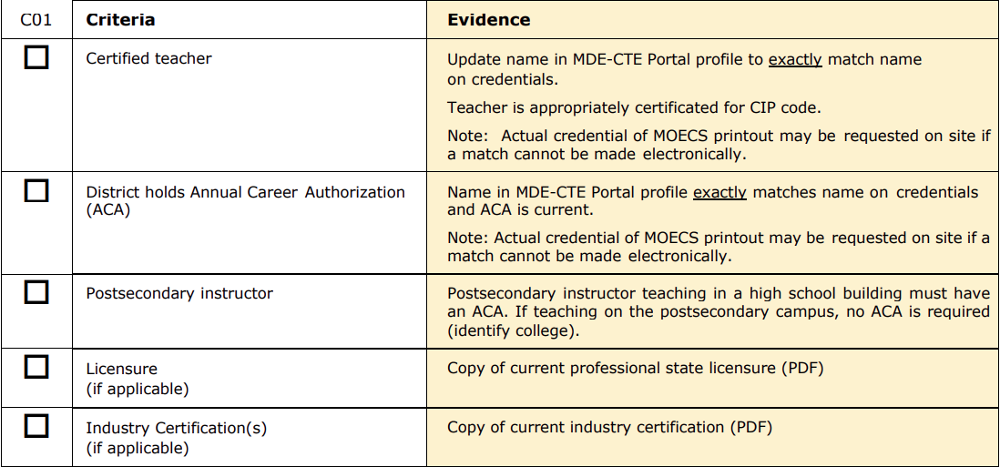 C01 Criteria Evidence
Certified teacher
Update name in MDE-CTE Portal profile to exactly match name
on credentials.
Teacher is appropriately certificated for CIP code.
Note: Actual credential of MOECS printout may be requested on site if
a match cannot be made electronically.
District holds Annual Career Authorization
(ACA)
Name in MDE-CTE Portal profile exactly matches name on credentials
and ACA is current.
Note: Actual credential of MOECS printout may be requested on site if a
match cannot be made electronically.
Postsecondary instructor
Postsecondary instructor teaching in a high school building must have
an ACA. If teaching on the postsecondary campus, no ACA is required
(identify college).
Licensure
(if applicable)
Copy of current professional state licensure (PDF)
Industry Certification(s)
(if applicable)
Copy of current industry certification (PDF)